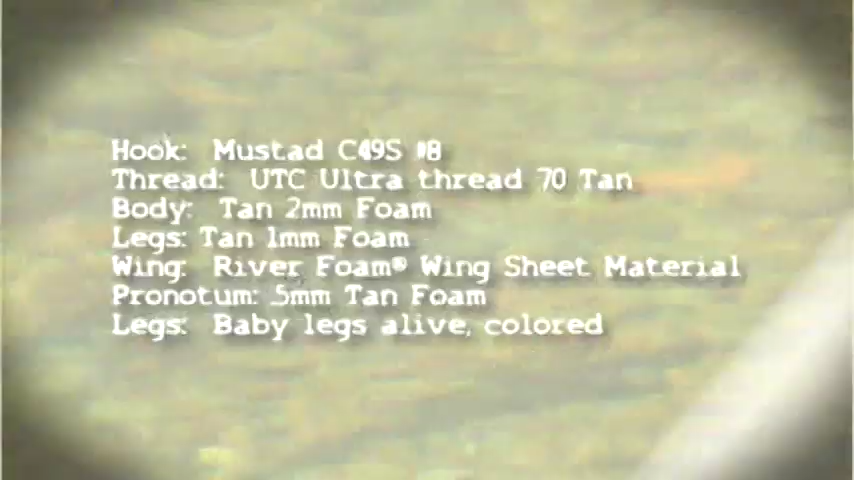 Hook: Mustad C49S #8
Thread: UTC Ultra thread 70 Tan
Body: Tan 2mm Foam
Legs: Tan 1mm Foam
Wing: River Foam® Wing Sheet Material
Pronotum: .5mm Tan Foam
Legs: Baby legs alive, colored